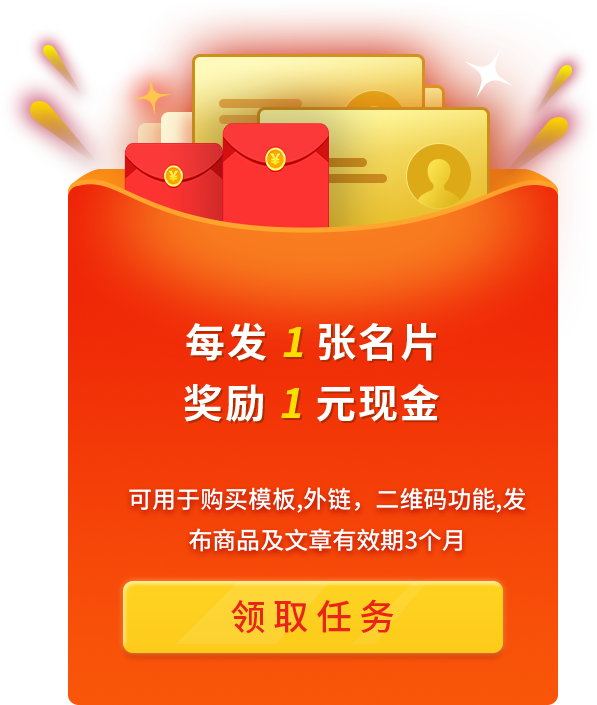 每发 1 张名片
奖励 1 元现金
可用于购买模板,外链，二维码功能,发
布商品及文章有效期3个月
领取任务